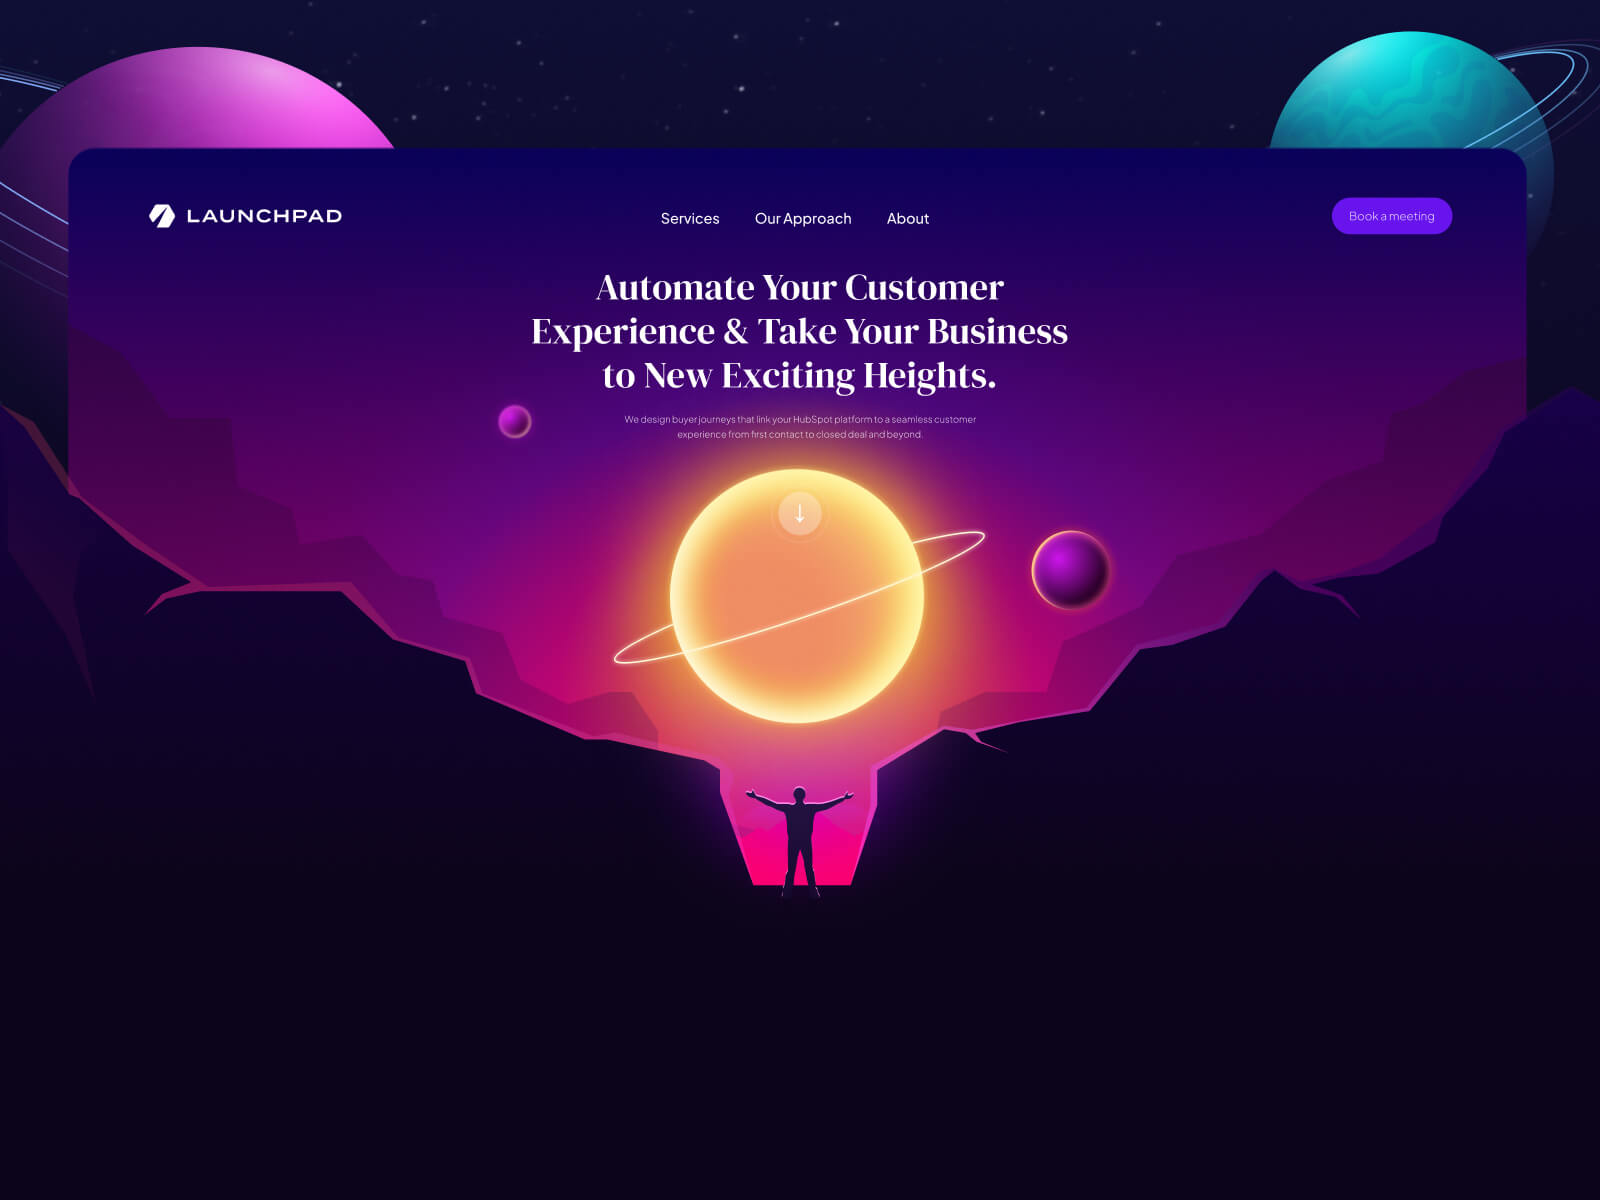 LAUNCHPAD
Services
Our Approach
About
Book a meeting
Automate Your Customer
Experience & Take Your Business
to New Exciting Heights.
We design buyer journeys that link your HubSpot platform to a seamless customer
experience from first contact to closed deal and beyond.